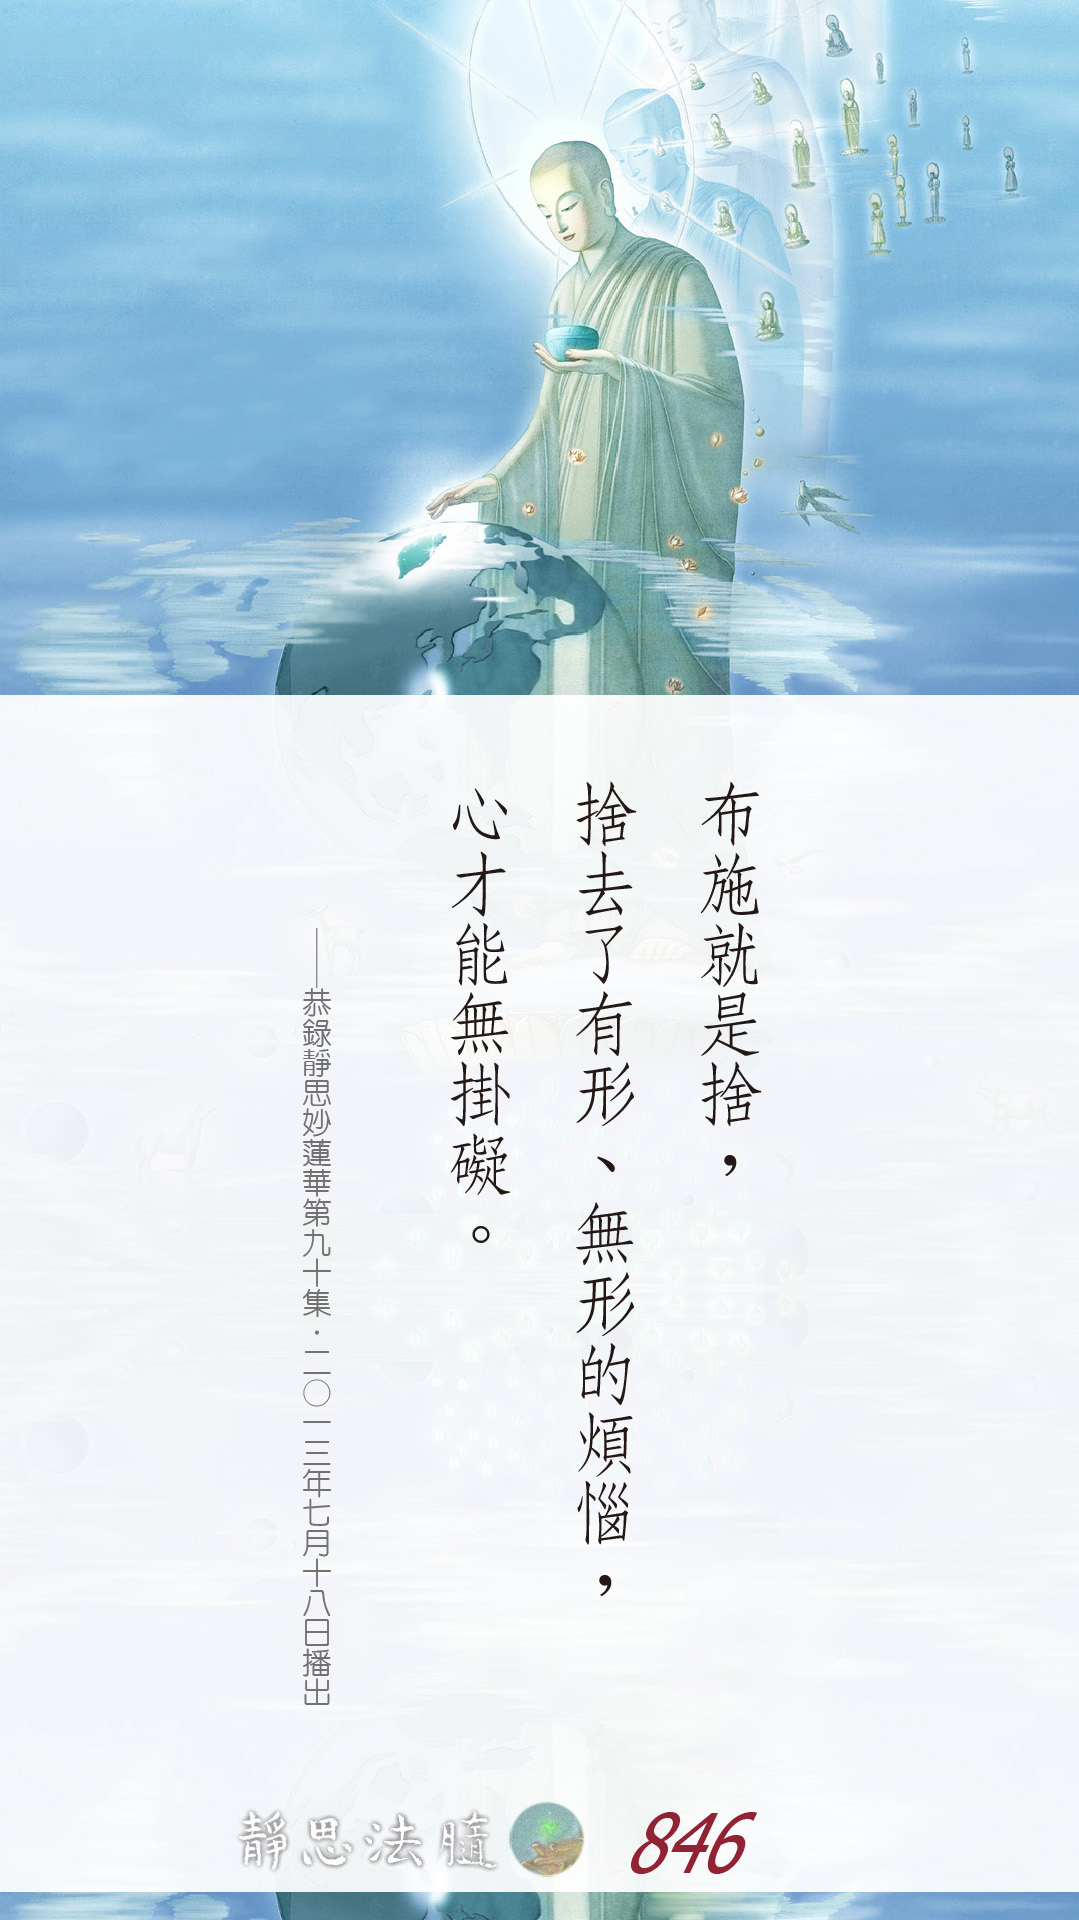 布施就是捨，
捨去了有形、無形的煩惱，
心才能無掛礙。
——恭錄靜思妙蓮華第九十集．二〇一三年七月十八日播出
靜思法髓 846